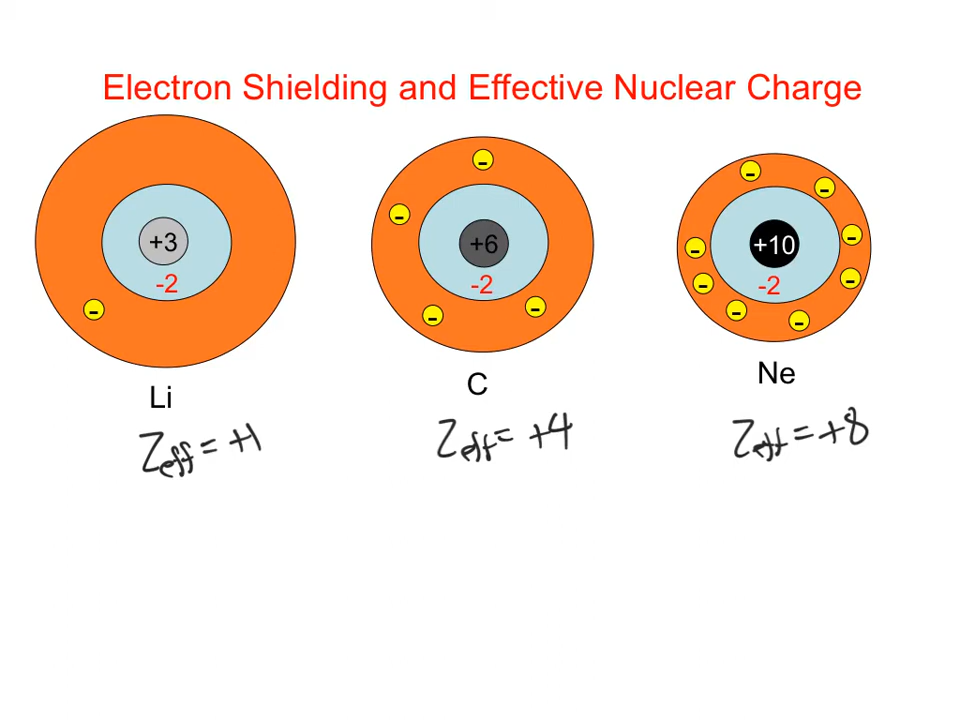 Electron Shielding and Effective Nuclear Charge
+3
-2
-
Li
Zeff = +1
-
-
+6
-2
-
-
C
Zeff = +4
-
-
-
-
+10
-2
-
-
-
-
Ne
Zeff = +8